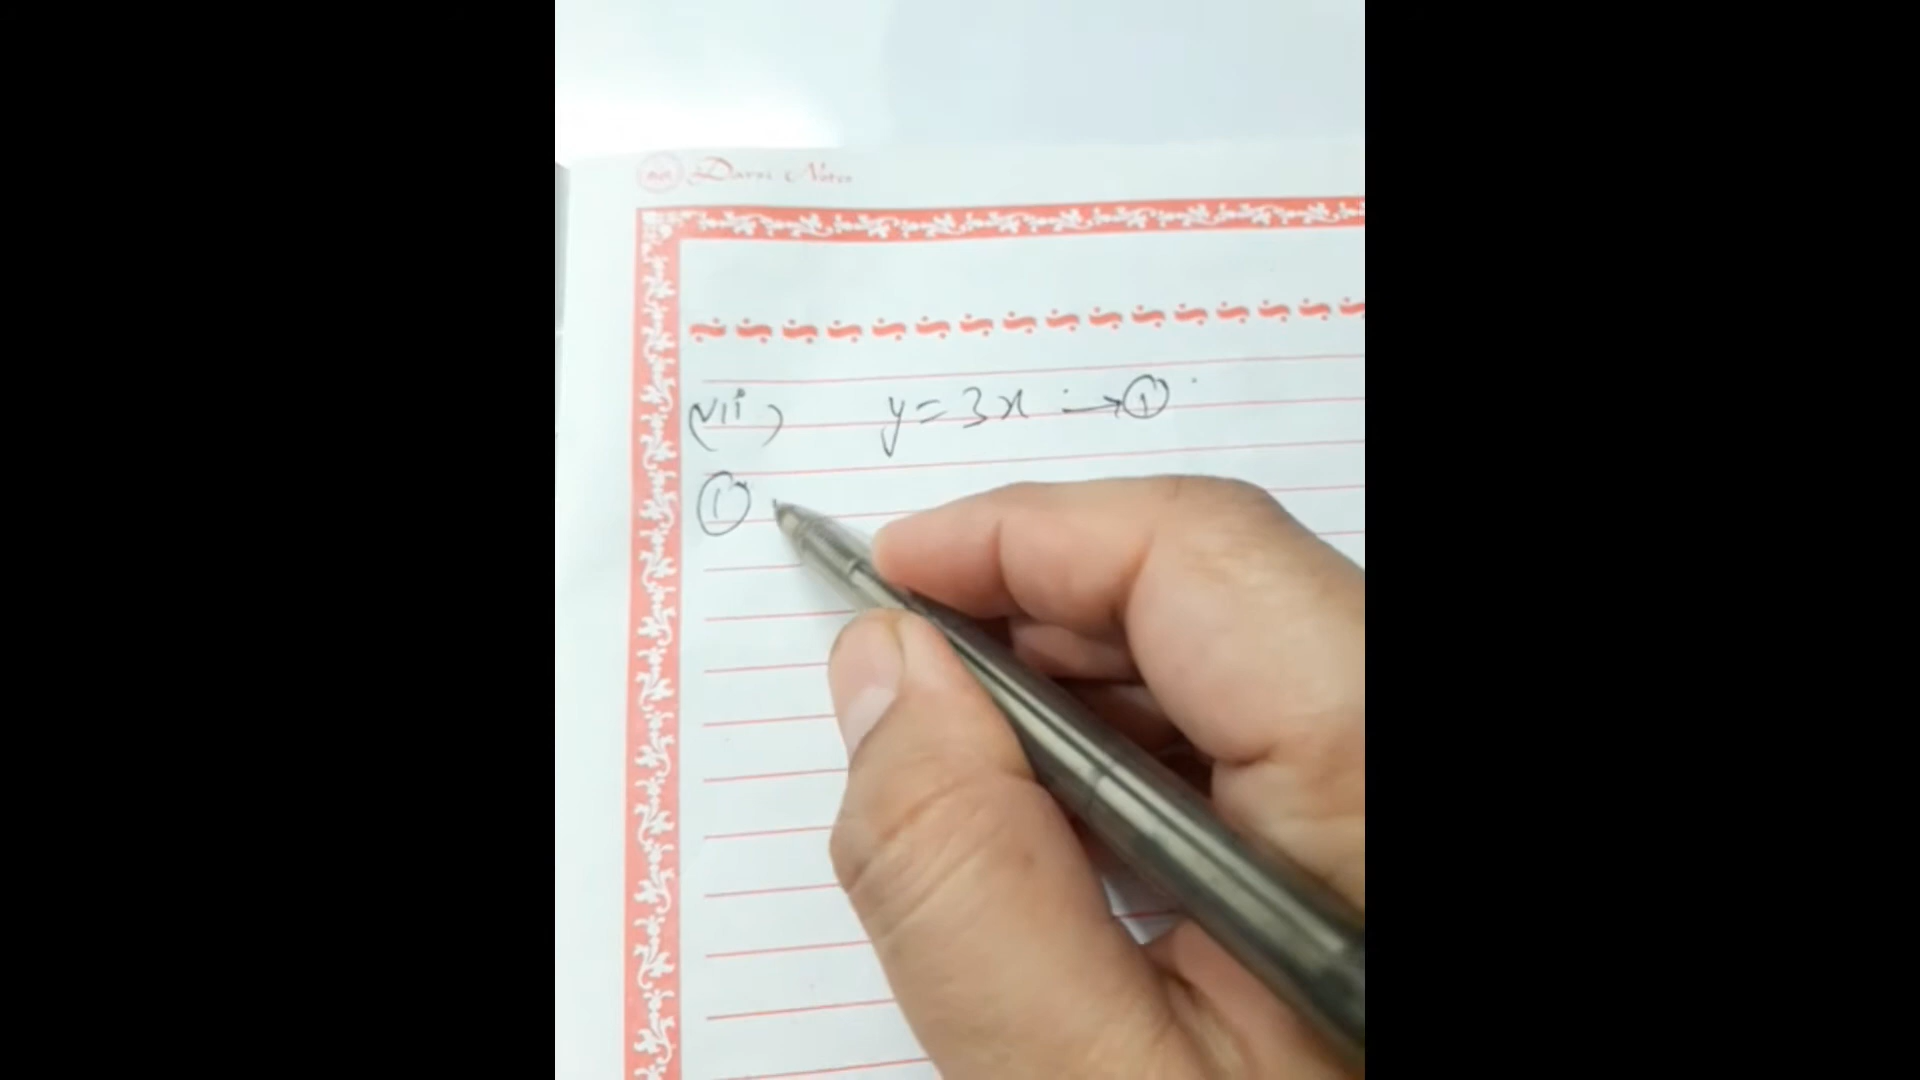 Darsi Notes
(vii) y = 3x → ①
①